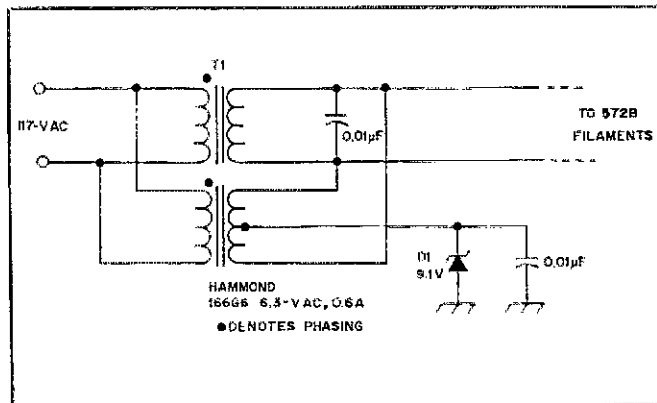 T1
117-VAC
0.01µF
TO 572B
FILAMENTS
D1
9.1V
0.01µF
HAMMOND
166G6 6.3-VAC, 0.6A
●DENOTES PHASING